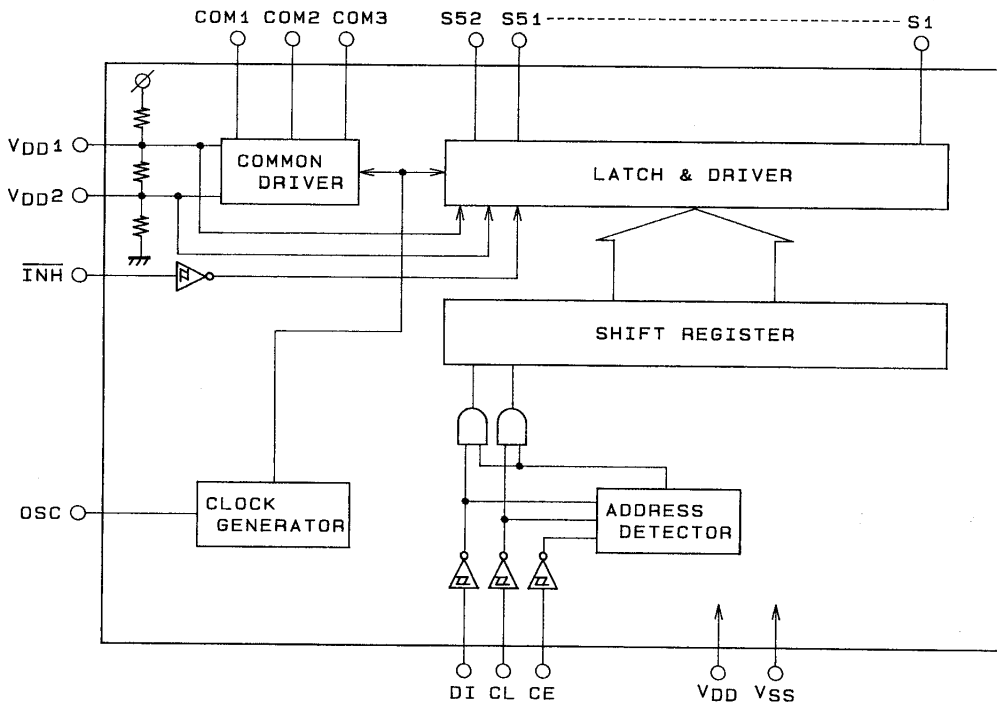 COM1 COM2 COM3 S52 S51 S1
VDD1
COMMON
DRIVER
LATCH & DRIVER
VDD2
INH
SHIFT REGISTER
OSC
CLOCK
GENERATOR
ADDRESS
DETECTOR
DI CL CE VDD VSS